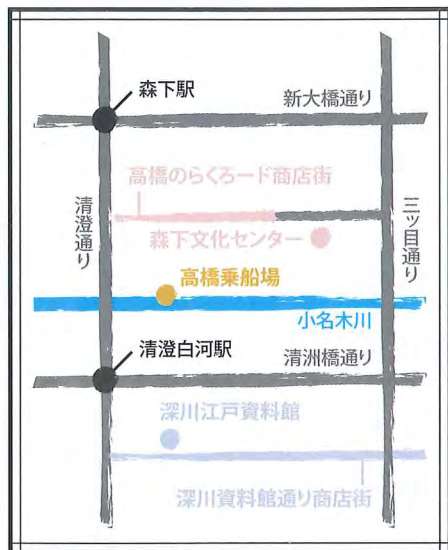 森下駅
新大橋通り
高橋のらくろード商店街
清澄通り
三ッ目通り
森下文化センター
高橋乗船場
小名木川
清澄白河駅
清洲橋通り
深川江戸資料館
深川資料館通り商店街